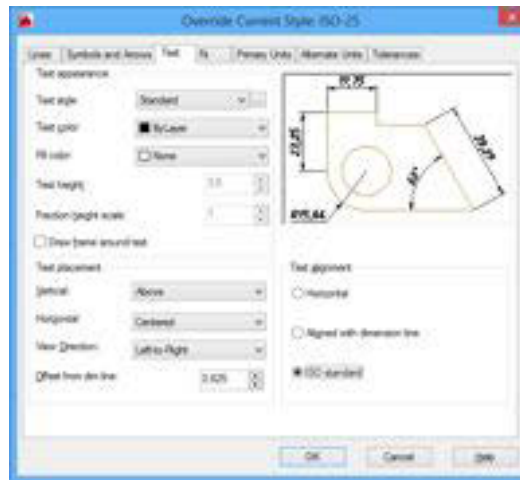 Override Current Style: ISO-25
Lines Symbols and Arrows Text Fit Primary Units Alternate Units Tolerances
Text appearance
Text style Standard
Text color ByLayer
Fill color None
Text height
Fraction height scale 1
Draw frame around text
Text placement
Vertical: Above
Horizontal: Centered
View Direction: Left-to-Right
Offset from dim line: 0.625
Text alignment
Horizontal
Aligned with dimension line
ISO standard
OK Cancel Help